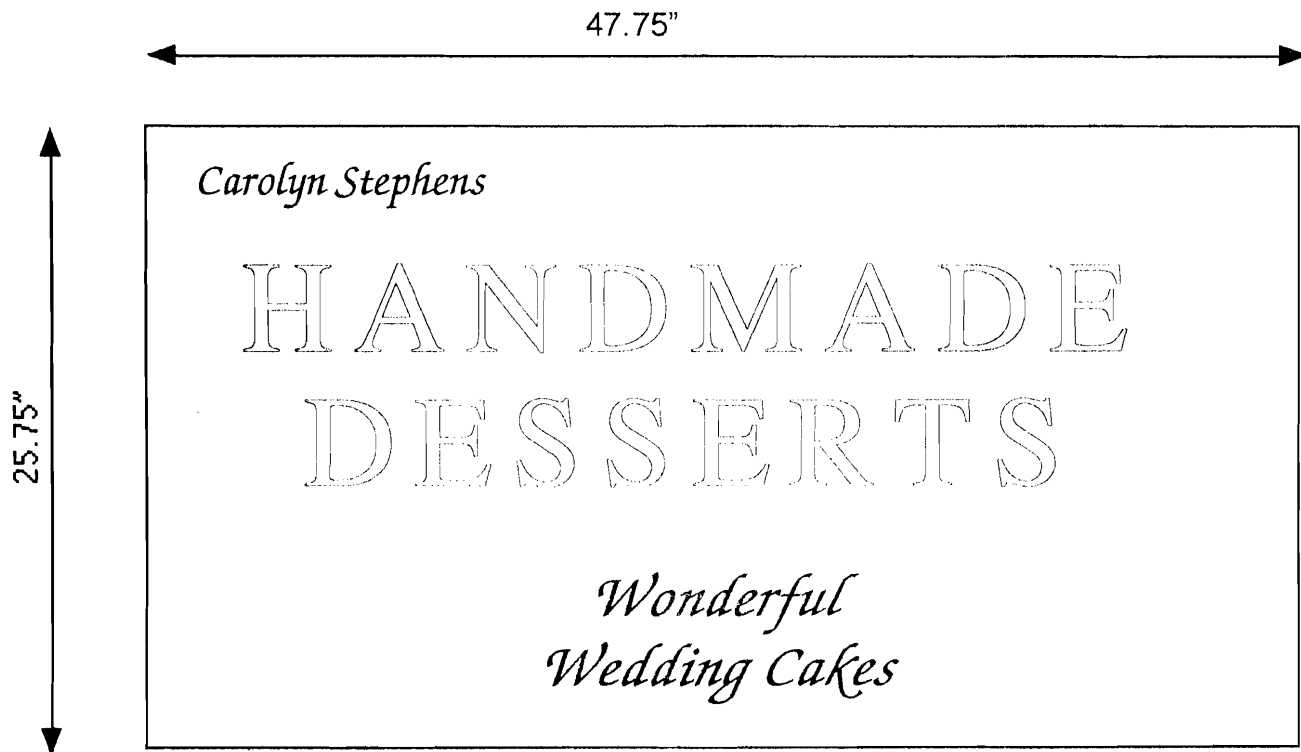 47.75”
Carolyn Stephens
HANDMADE
DESSERTS
25.75”
Wonderful
Wedding Cakes